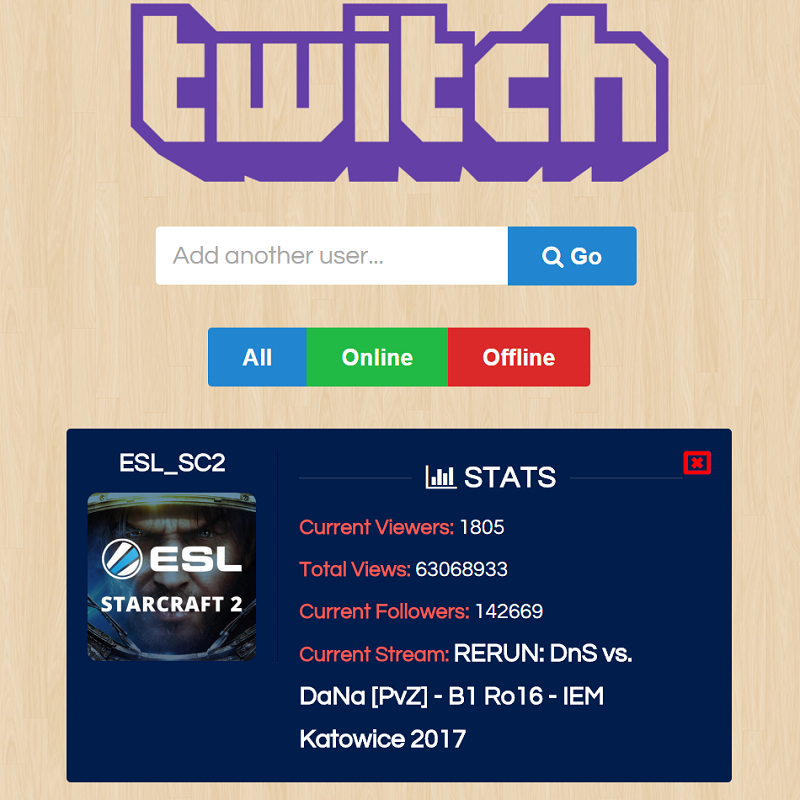 twitch
Add another user...
Go
All Online Offline
ESL_SC2
ESL
STARCRAFT 2
STATS
Current Viewers: 1805
Total Views: 63068933
Current Followers: 142669
Current Stream: RERUN: DnS vs.
DaNa [PvZ] - B1 Ro16 - IEM
Katowice 2017